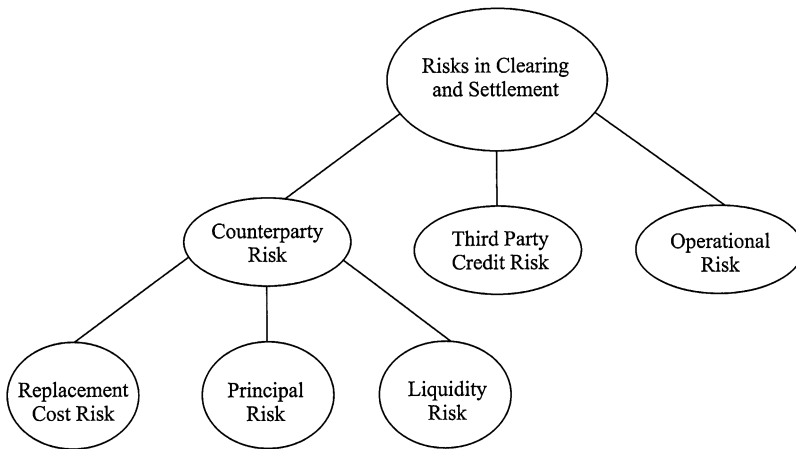 Risks in Clearing
and Settlement
Counterparty
Risk
Third Party
Credit Risk
Operational
Risk
Replacement
Cost Risk
Principal
Risk
Liquidity
Risk